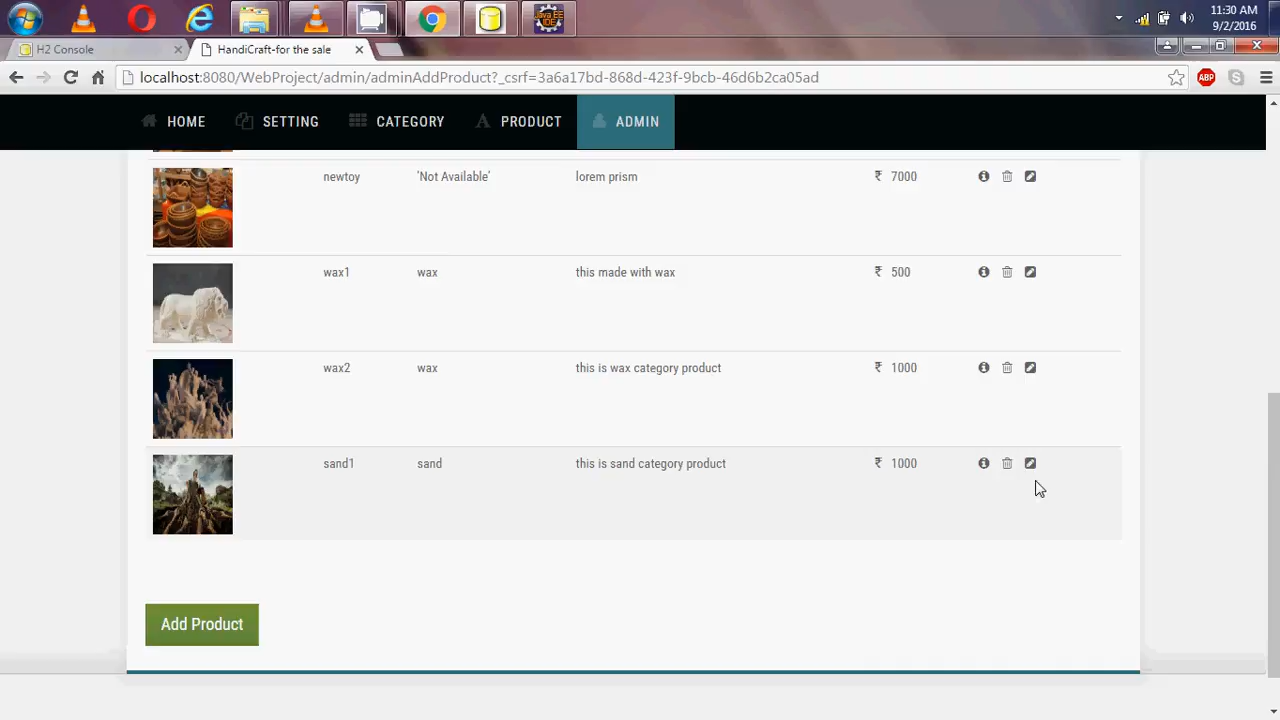 11:30 AM
9/2/2016
H2 Console
HandiCraft-for the sale
localhost:8080/WebProject/admin/adminAddProduct?_csrf=3a6a17bd-868d-423f-9bcb-46d6b2ca05ad
ABP
HOME SETTING CATEGORY PRODUCT ADMIN
newtoy 'Not Available' lorem prism ₹ 7000
wax1 wax this made with wax ₹ 500
wax2 wax this is wax category product ₹ 1000
sand1 sand this is sand category product ₹ 1000
Add Product